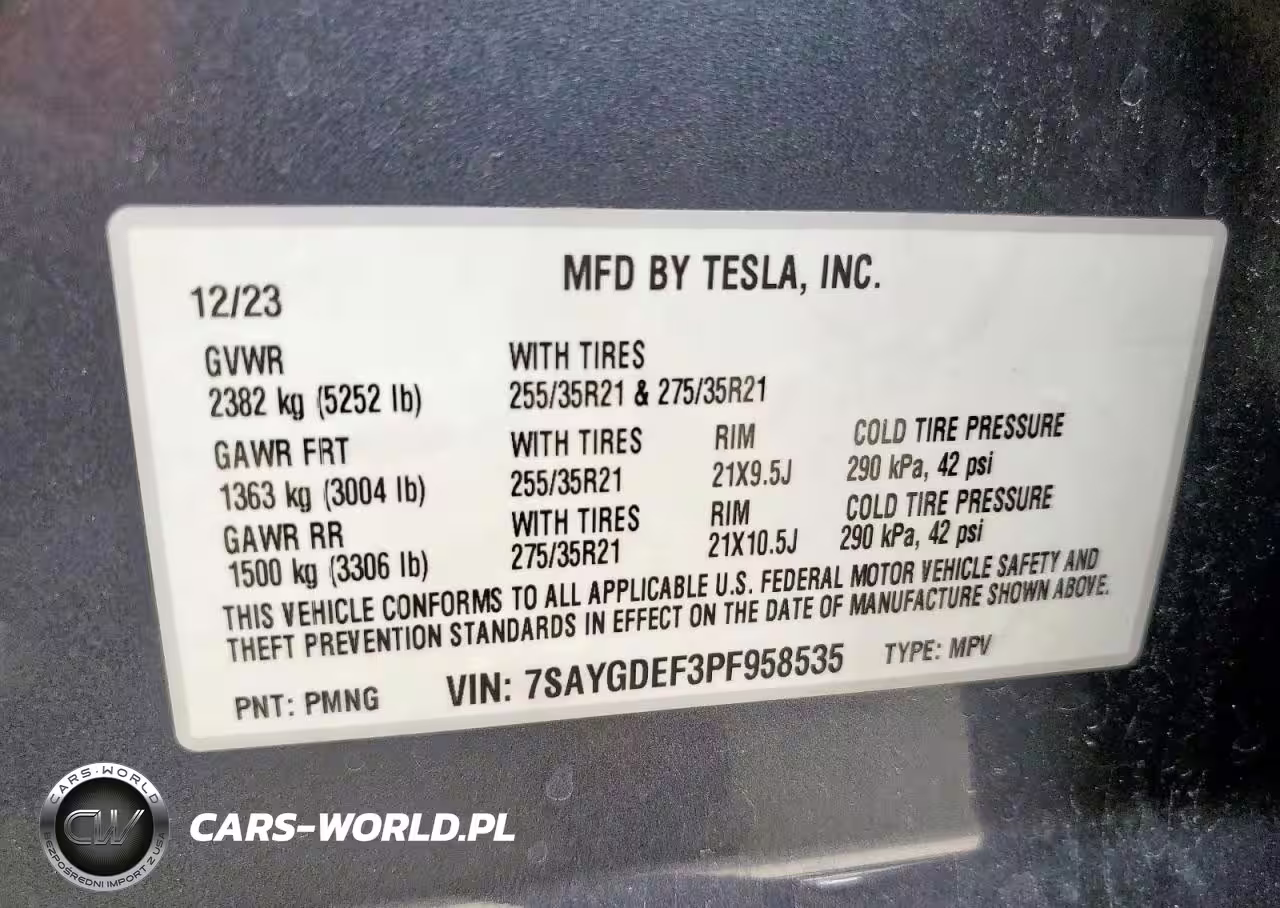 MFD BY TESLA, INC.
12/23
GVWR WITH TIRES
2382 kg (5252 lb) 255/35R21 & 275/35R21
GAWR FRT WITH TIRES RIM COLD TIRE PRESSURE
1363 kg (3004 lb) 255/35R21 21X9.5J 290 kPa, 42 psi
GAWR RR WITH TIRES RIM COLD TIRE PRESSURE
1500 kg (3306 lb) 275/35R21 21X10.5J 290 kPa, 42 psi
THIS VEHICLE CONFORMS TO ALL APPLICABLE U.S. FEDERAL MOTOR VEHICLE SAFETY AND
THEFT PREVENTION STANDARDS IN EFFECT ON THE DATE OF MANUFACTURE SHOWN ABOVE.
PNT: PMNG VIN: 7SAYGDEF3PF958535 TYPE: MPV
CARS-WORLD
CW
BEZPOŚREDNI IMPORT Z USA
CARS-WORLD.PL